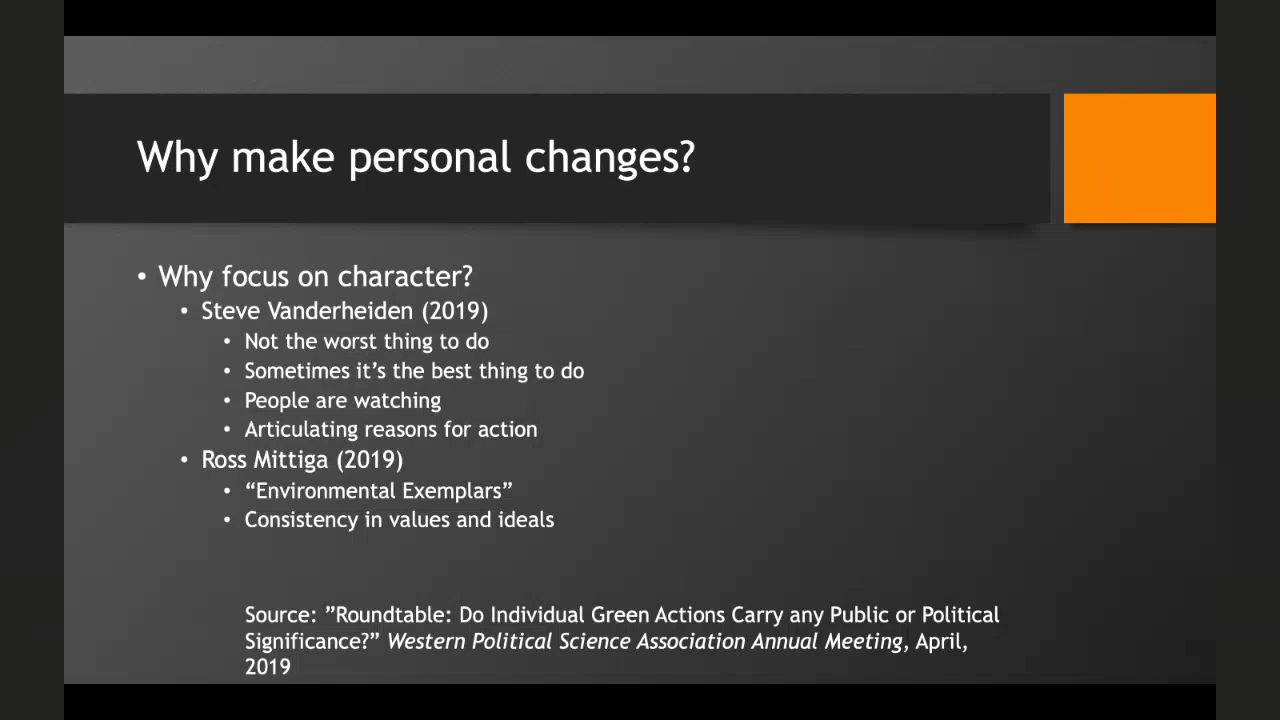 Why make personal changes?
• Why focus on character?
• Steve Vanderheiden (2019)
• Not the worst thing to do
• Sometimes it’s the best thing to do
• People are watching
• Articulating reasons for action
• Ross Mittiga (2019)
• “Environmental Exemplars”
• Consistency in values and ideals
Source: ”Roundtable: Do Individual Green Actions Carry any Public or Political
Significance?” Western Political Science Association Annual Meeting, April,
2019